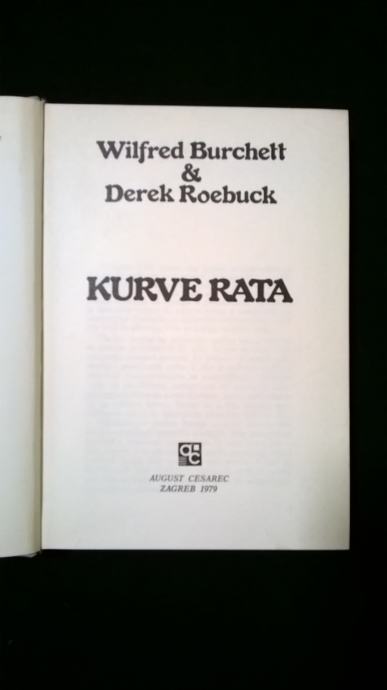 Wilfred Burchett
&
Derek Roebuck
KURVE RATA
AUGUST CESAREC
ZAGREB 1979